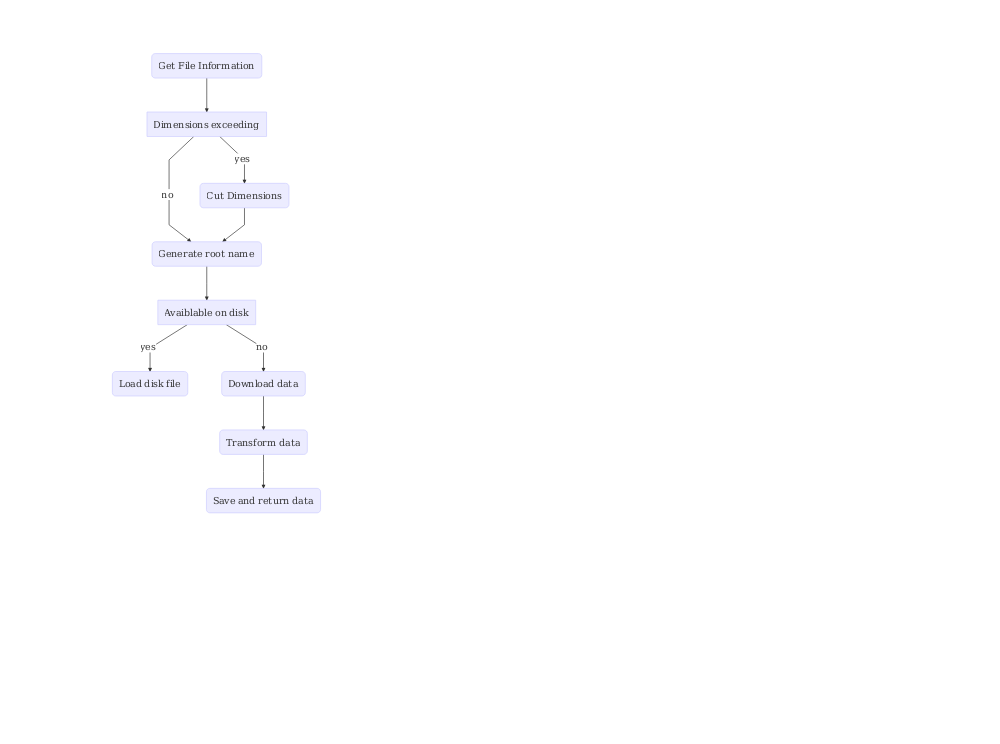 Get File Information
Dimensions exceeding
yes
no
Cut Dimensions
Generate root name
Avaiblable on disk
yes
no
Load disk file
Download data
Transform data
Save and return data